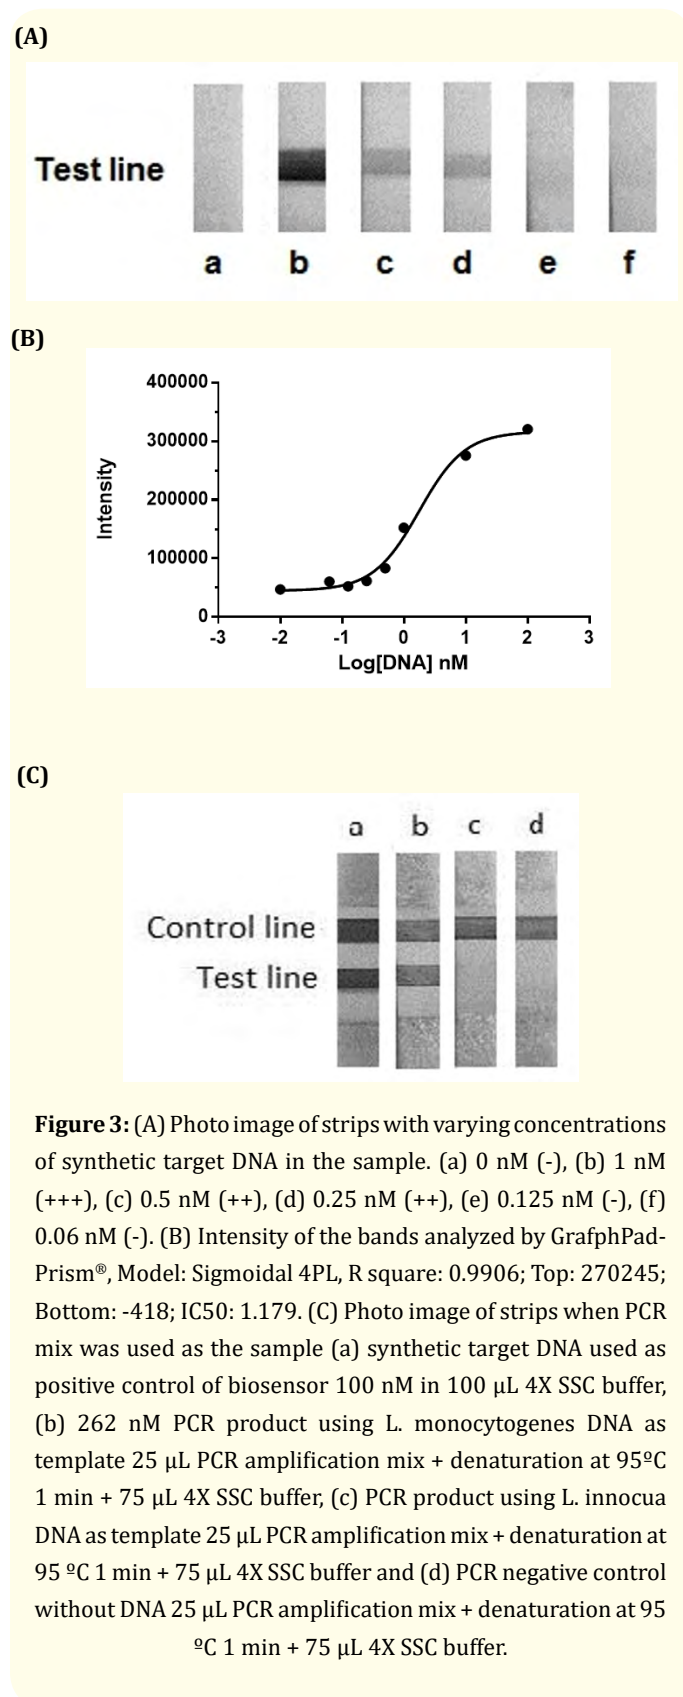 (A)
Test line
a b c d e f
(B)
400000
300000
200000
100000
0
Intensity
-3 -2 -1 0 1 2 3
Log[DNA] nM
(C)
a b c d
Control line
Test line
Figure 3: (A) Photo image of strips with varying concentrations
of synthetic target DNA in the sample. (a) 0 nM (-), (b) 1 nM
(+++), (c) 0.5 nM (++), (d) 0.25 nM (++), (e) 0.125 nM (-), (f)
0.06 nM (-). (B) Intensity of the bands analyzed by GrafphPad-
Prism®, Model: Sigmoidal 4PL, R square: 0.9906; Top: 270245;
Bottom: -418; IC50: 1.179. (C) Photo image of strips when PCR
mix was used as the sample (a) synthetic target DNA used as
positive control of biosensor 100 nM in 100 μL 4X SSC buffer,
(b) 262 nM PCR product using L. monocytogenes DNA as
template 25 μL PCR amplification mix + denaturation at 95ºC
1 min + 75 μL 4X SSC buffer, (c) PCR product using L. innocua
DNA as template 25 μL PCR amplification mix + denaturation at
95 ºC 1 min + 75 μL 4X SSC buffer and (d) PCR negative control
without DNA 25 μL PCR amplification mix + denaturation at 95
ºC 1 min + 75 μL 4X SSC buffer.